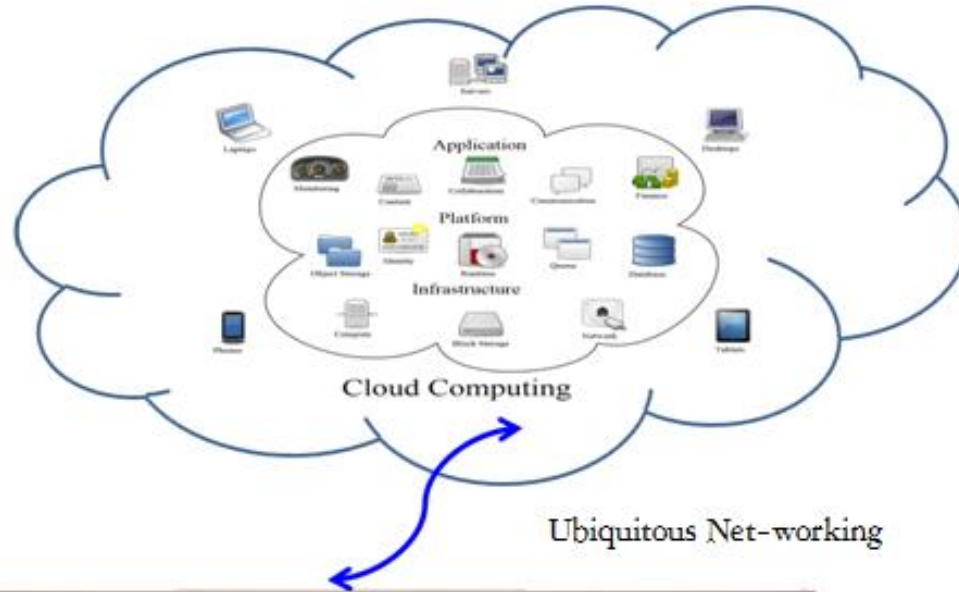 Servers
Laptops
Desktops
Application
Monitoring
Content
Collaboration
Communication
Finance
Platform
Object Storage
Identity
Runtime
Queue
Database
Infrastructure
Compute
Block Storage
Network
Phones
Tablets
Cloud Computing
Ubiquitous Net-working